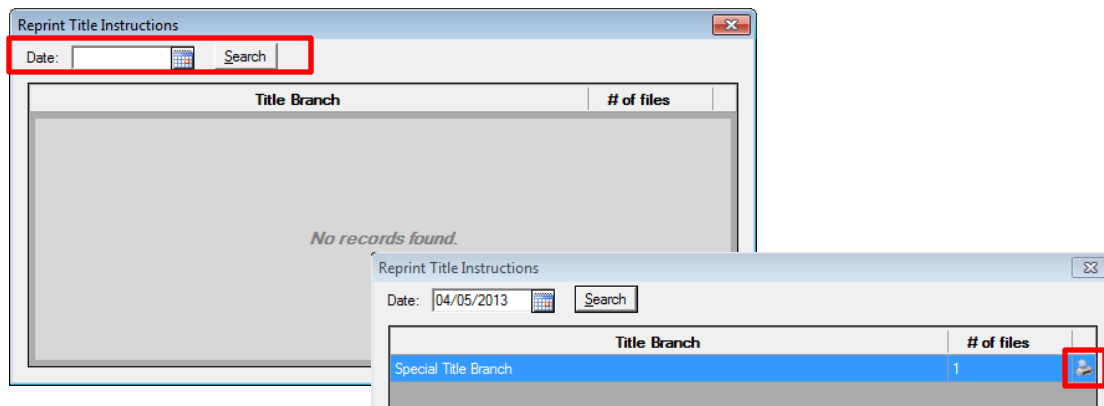 Reprint Title Instructions
Date: Search
Title Branch # of files
No records found.
Reprint Title Instructions
Date: 04/05/2013 Search
Title Branch # of files
Special Title Branch 1